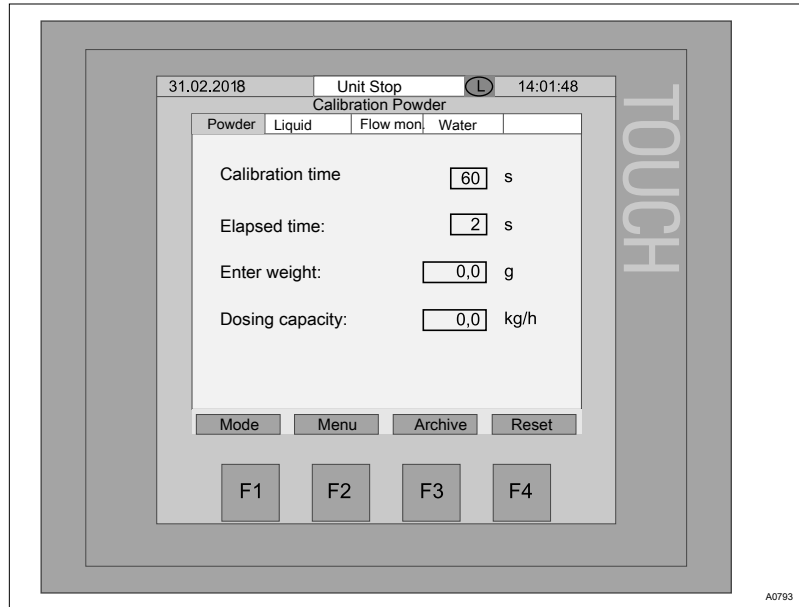 31.02.2018 Unit Stop L 14:01:48
Calibration Powder
Powder Liquid Flow mon. Water
Calibration time 60 s
Elapsed time: 2 s
Enter weight: 0,0 g
Dosing capacity: 0,0 kg/h
Mode Menu Archive Reset
F1 F2 F3 F4
TOUCH
A0793